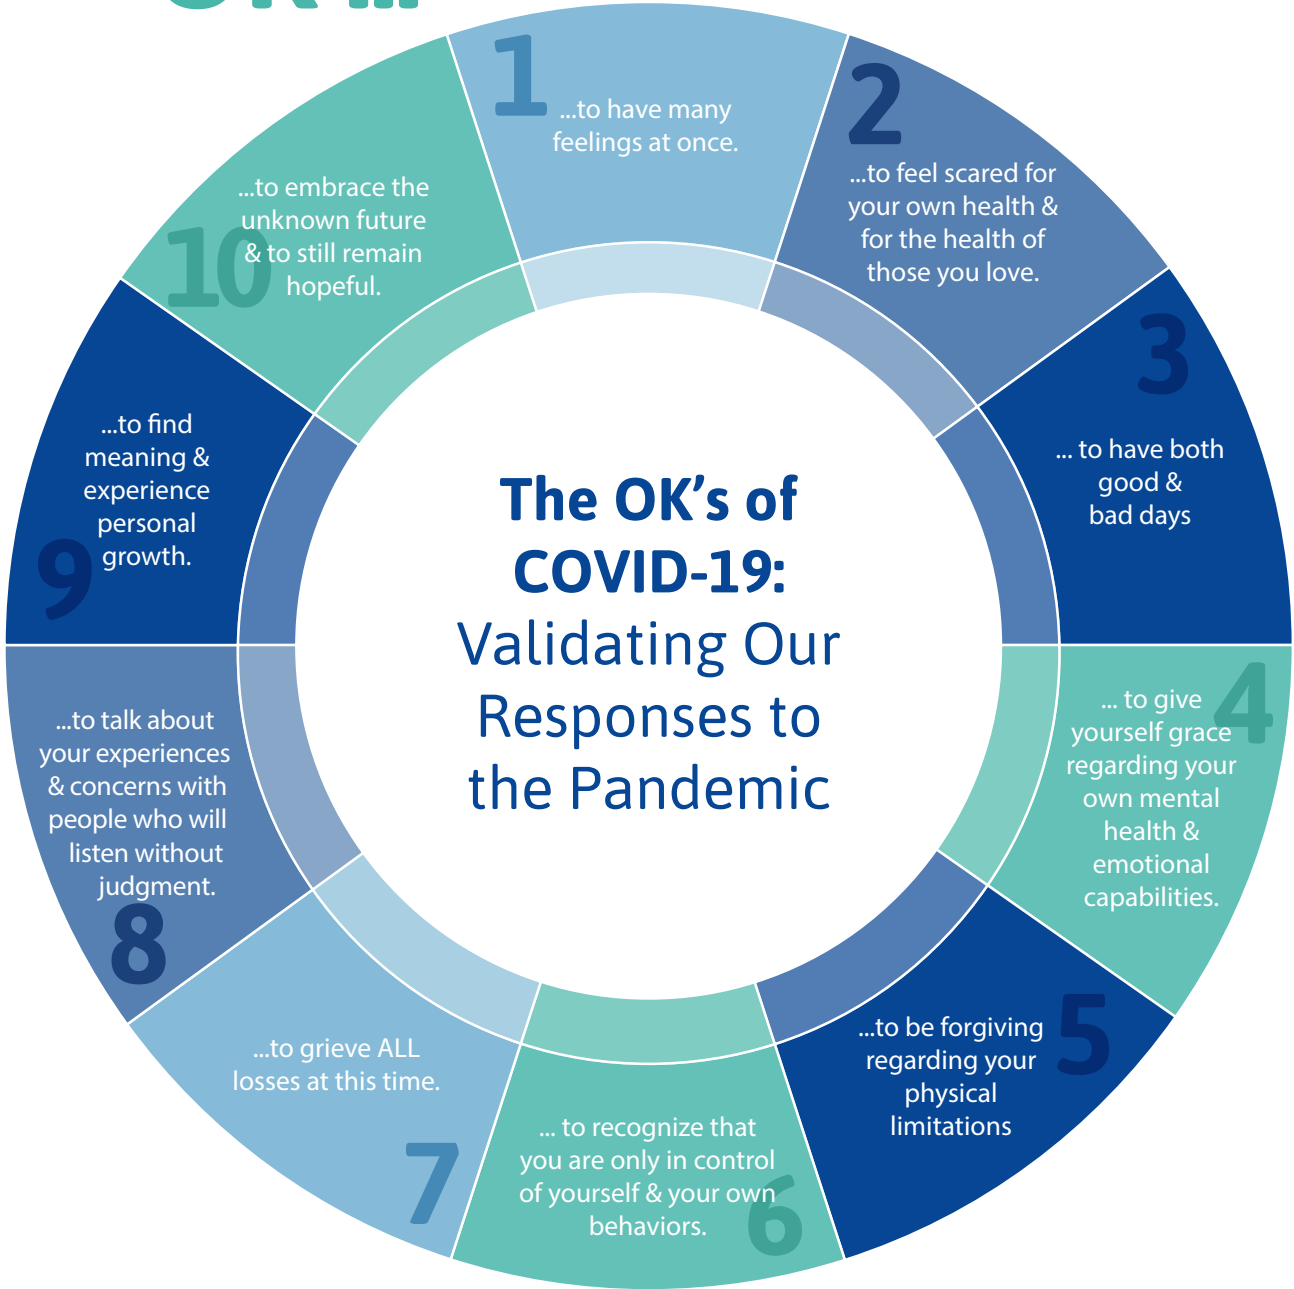 1
...to have many
feelings at once.
2
...to feel scared for
your own health &
for the health of
those you love.
3
... to have both
good &
bad days
4
... to give
yourself grace
regarding your
own mental
health &
emotional
capabilities.
5
...to be forgiving
regarding your
physical
limitations
6
... to recognize that
you are only in control
of yourself & your own
behaviors.
7
...to grieve ALL
losses at this time.
8
...to talk about
your experiences
& concerns with
people who will
listen without
judgment.
9
...to find
meaning &
experience
personal
growth.
10
...to embrace the
unknown future
& to still remain
hopeful.
The OK’s of
COVID-19:
Validating Our
Responses to
the Pandemic